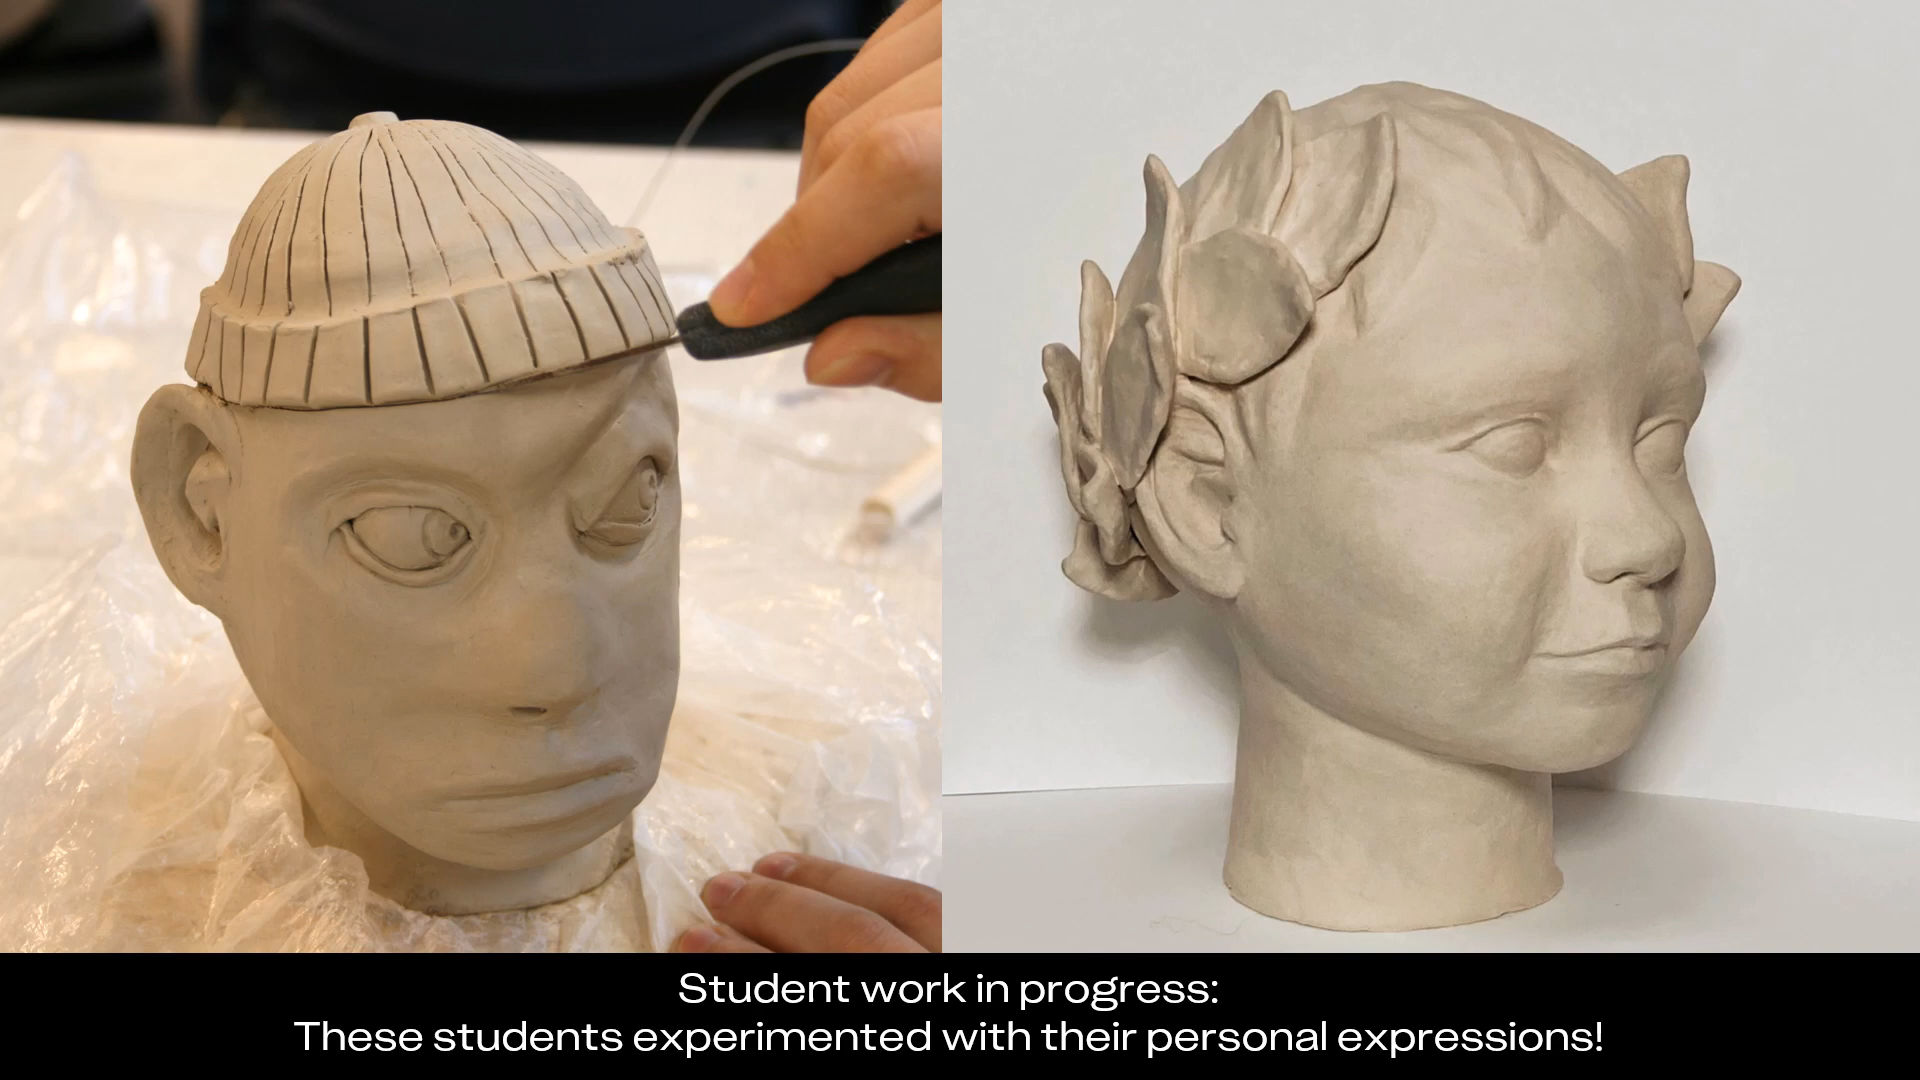 Student work in progress:
These students experimented with their personal expressions!